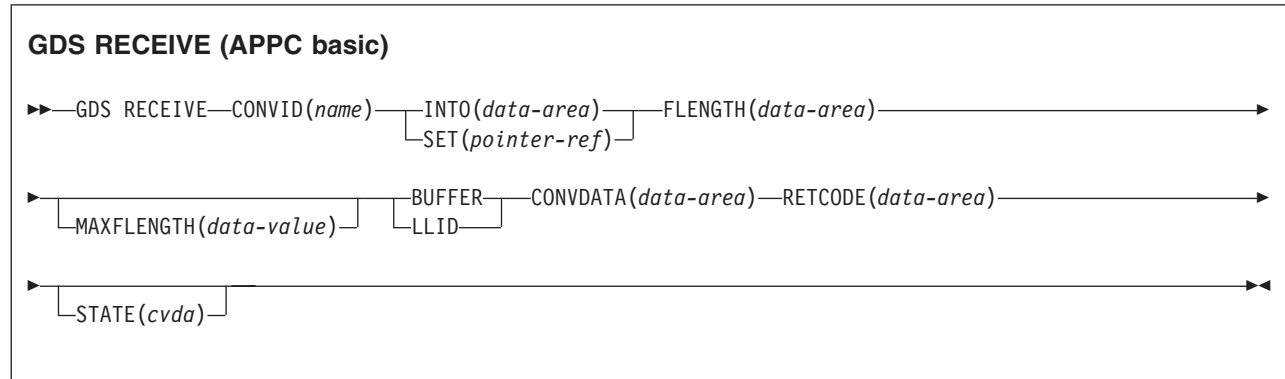 GDS RECEIVE (APPC basic)
GDS RECEIVE CONVID(name) INTO(data-area) FLENGTH(data-area)
SET(pointer-ref)
BUFFER CONVDATA(data-area) RETCODE(data-area)
MAXFLENGTH(data-value) LLID
STATE(cvda)